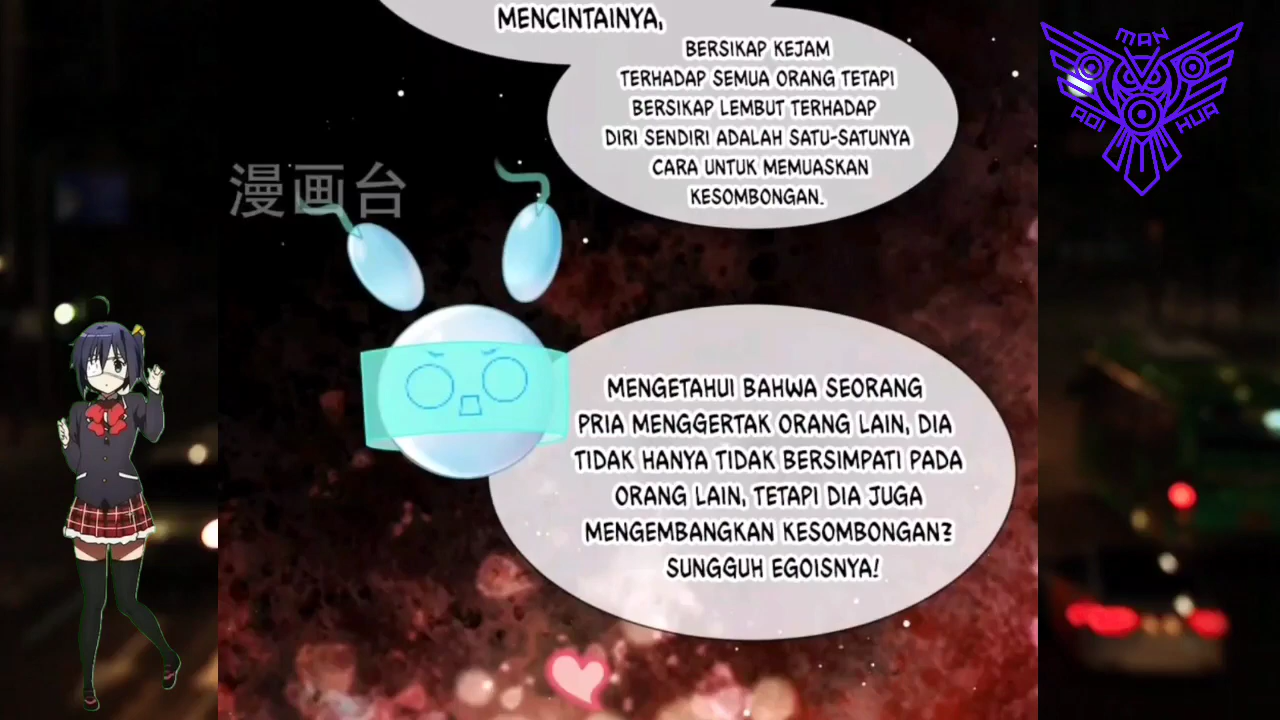 MENCINTAINYA,
BERSIKAP KEJAM
TERHADAP SEMUA ORANG TETAPI
BERSIKAP LEMBUT TERHADAP
DIRI SENDIRI ADALAH SATU-SATUNYA
CARA UNTUK MEMUASKAN
KESOMBONGAN.
漫画台
MAN
AOI HUA
MENGETAHUI BAHWA SEORANG
PRIA MENGGERTAK ORANG LAIN, DIA
TIDAK HANYA TIDAK BERSIMPATI PADA
ORANG LAIN, TETAPI DIA JUGA
MENGEMBANGKAN KESOMBONGAN?
SUNGGUH EGOISNYA!